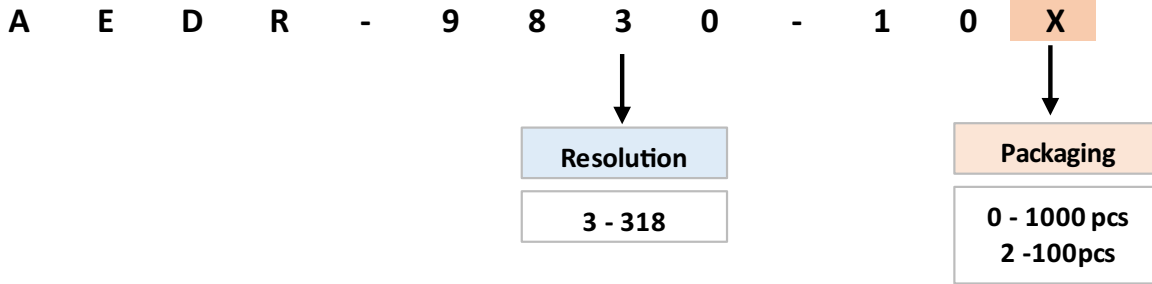 A E D R - 9 8 3 0 - 1 0 X
Resolution
3 - 318
Packaging
0 - 1000 pcs
2 -100pcs